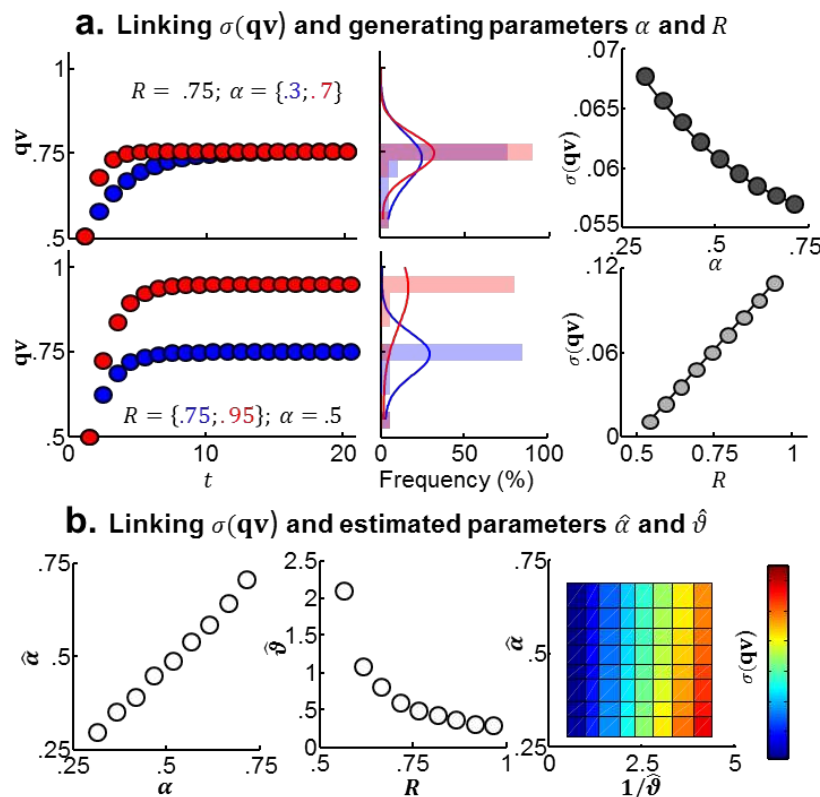 a. Linking σ(qv) and generating parameters α and R
1
.75
.5
qv
R = .75; α = {.3;.7}
1
.75
.5
qv
R = {.75;.95}; α = .5
0
10
20
t
0
50
100
Frequency (%)
.07
.065
.06
.055
σ(qv)
.25
.5
.75
α
.12
.06
0
σ(qv)
0.5
0.75
1
R
b. Linking σ(qv) and estimated parameters α̂ and ϑ̂
.75
.5
.25
α̂
.25
.5
.75
α
2.5
2
1.5
1
.5
0
ϑ̂
.5
.75
1
R
.75
.5
.25
α̂
0
2.5
5
1/ϑ̂
σ(qv)